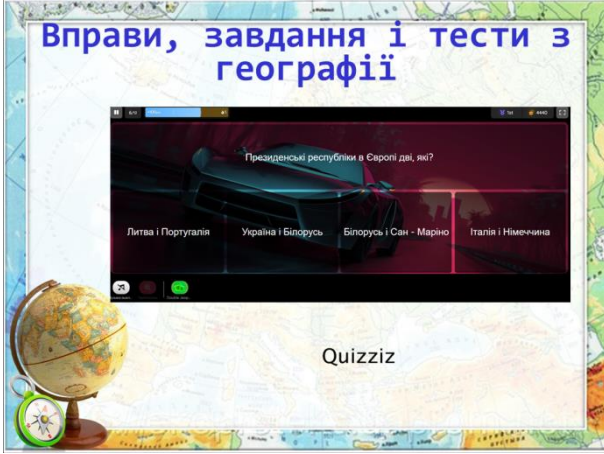 Вправи, завдання і тести з
географії
Президенські республіки в Європі дві, які?
Литва і Португалія
Україна і Білорусь
Білорусь і Сан - Маріно
Італія і Німеччина
Quizziz